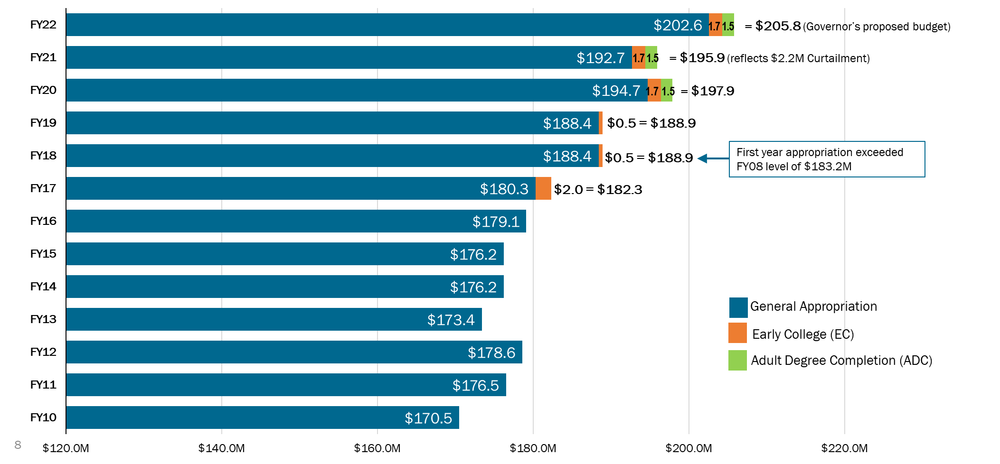 FY22 $202.6 1.7 1.5 = $205.8 (Governor’s proposed budget)
FY21 $192.7 1.7 1.5 = $195.9 (reflects $2.2M Curtailment)
FY20 $194.7 1.7 1.5 = $197.9
FY19 $188.4 $0.5 = $188.9
FY18 $188.4 $0.5 = $188.9
First year appropriation exceeded
FY08 level of $183.2M
FY17 $180.3 $2.0 = $182.3
FY16 $179.1
FY15 $176.2
FY14 $176.2
FY13 $173.4
FY12 $178.6
FY11 $176.5
FY10 $170.5
General Appropriation
Early College (EC)
Adult Degree Completion (ADC)
$120.0M $140.0M $160.0M $180.0M $200.0M $220.0M
8